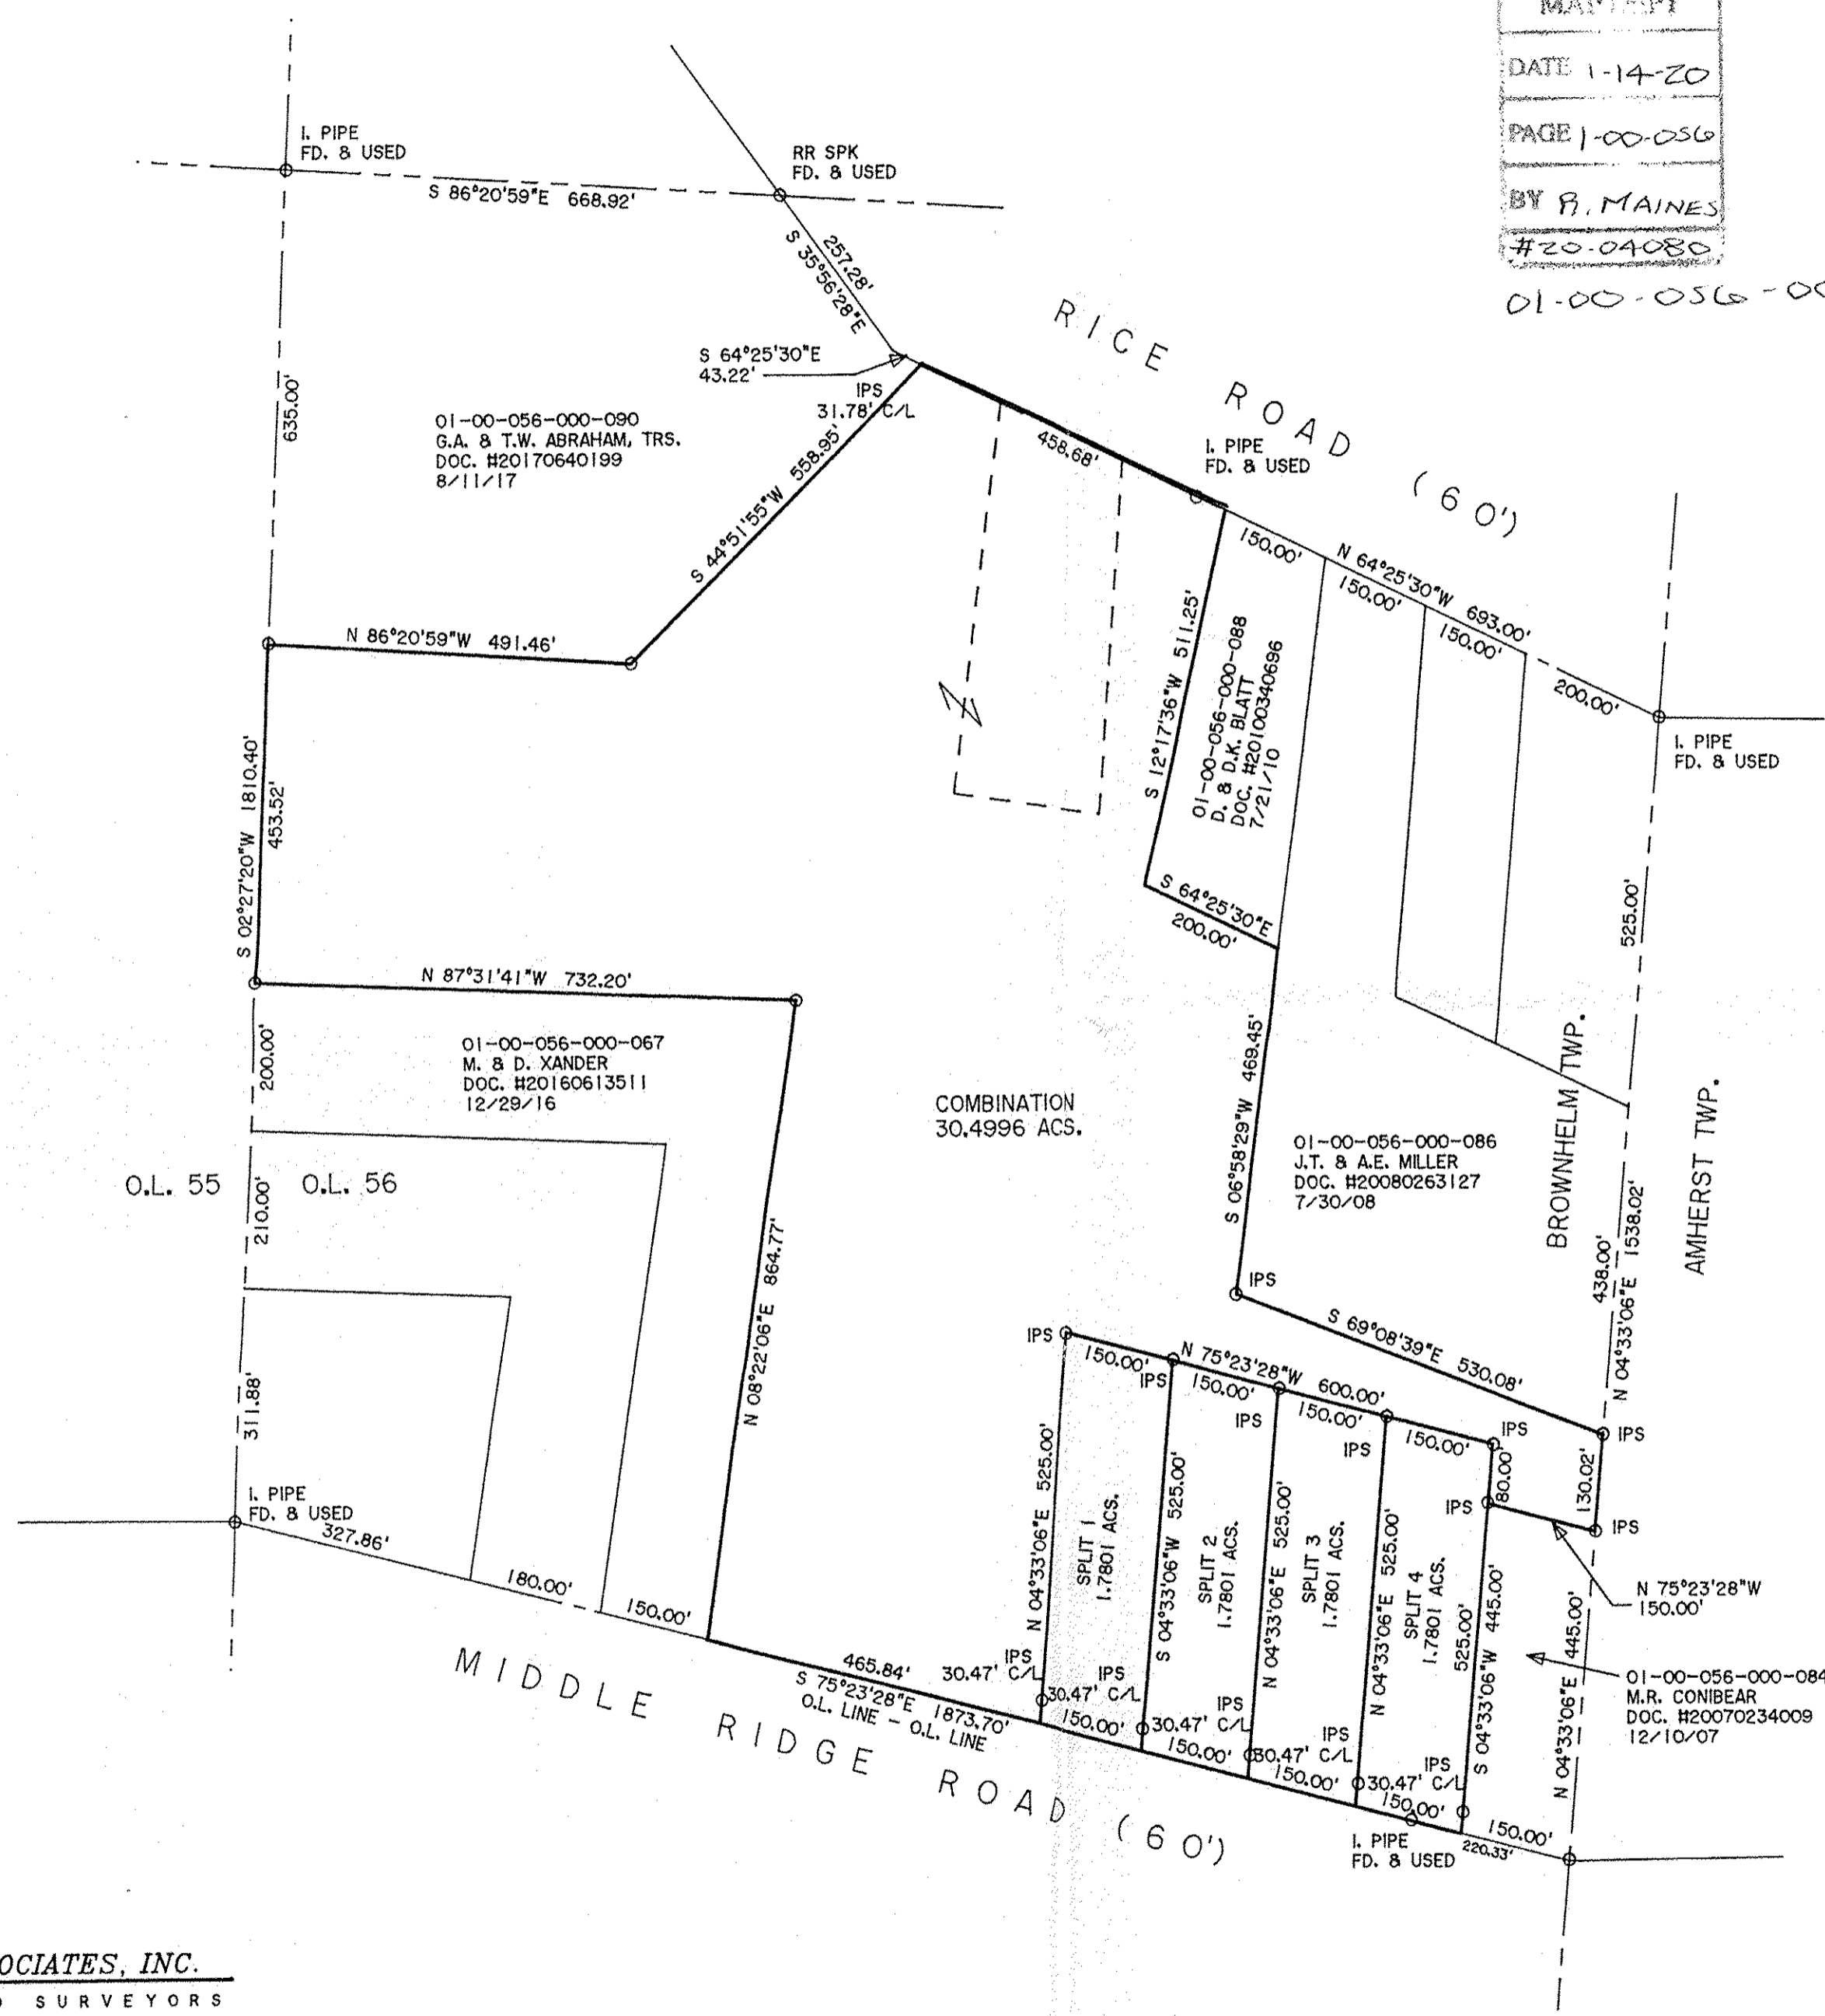 DATE 1-14-20
PAGE 1-00-056
BY R. MAINES
#20-04080
01-00-056-00
I. PIPE
FD. & USED
RR SPK
FD. & USED
S 86°20'59"E 668.92'
257.28'
S 35°56'28"E
RICE ROAD (60')
S 64°25'30"E
43.22'
IPS
31.78' C/L
635.00'
01-00-056-000-090
G.A. & T.W. ABRAHAM, TRS.
DOC. #20170640199
8/11/17
S 44°51'55"W 558.95'
458.68'
I. PIPE
FD. & USED
150.00'
N 64°25'30"W 693.00'
150.00'
150.00'
200.00'
I. PIPE
FD. & USED
N 86°20'59"W 491.46'
S 12°17'36"W 511.25'
01-00-056-000-088
D. & D.K. BLATT
DOC. #20100340696
7/21/10
S 02°27'20"W 1810.40'
453.52'
S 64°25'30"E
200.00'
525.00'
N 87°31'41"W 732.20'
200.00'
01-00-056-000-067
M. & D. XANDER
DOC. #20160613511
12/29/16
COMBINATION
30.4996 ACS.
S 06°58'29"W 469.45'
01-00-056-000-086
J.T. & A.E. MILLER
DOC. #20080263127
7/30/08
BROWNHELM TWP.
AMHERST TWP.
O.L. 55
O.L. 56
210.00'
N 08°22'06"E 864.77'
438.00'
N 04°33'06"E 1538.02'
IPS
S 69°08'39"E 530.08'
IPS
150.00'
N 75°23'28"W 600.00'
IPS
150.00'
IPS
150.00'
IPS
150.00'
IPS
IPS
311.88'
80.00'
130.02'
IPS
IPS
I. PIPE
FD. & USED
327.86'
180.00'
150.00'
N 04°33'06"E 525.00'
SPLIT 1
1.7801 ACS.
S 04°33'06"W 525.00'
SPLIT 2
1.7801 ACS.
N 04°33'06"E 525.00'
SPLIT 3
1.7801 ACS.
N 04°33'06"E 525.00'
SPLIT 4
1.7801 ACS.
525.00'
S 04°33'06"W 445.00'
N 75°23'28"W
150.00'
N 04°33'06"E 445.00'
01-00-056-000-084
M.R. CONIBEAR
DOC. #20070234009
12/10/07
465.84'
S 75°23'28"E 1873.70'
O.L. LINE - O.L. LINE
IPS
30.47' C/L
IPS
30.47' C/L
IPS
30.47' C/L
IPS
30.47' C/L
IPS
30.47' C/L
150.00'
150.00'
150.00'
150.00'
150.00'
220.33'
I. PIPE
FD. & USED
MIDDLE RIDGE ROAD (60')
OCIATES, INC.
SURVEYORS